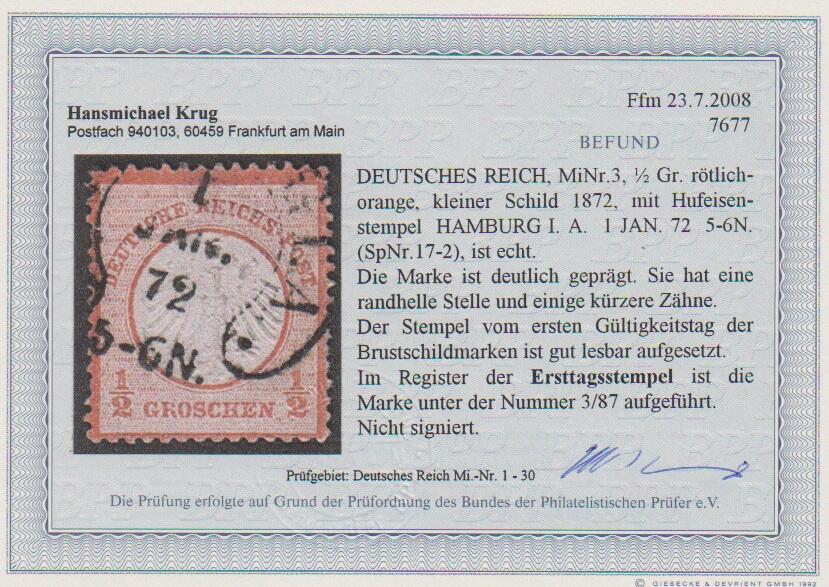 Hansmichael Krug
Postfach 940103, 60459 Frankfurt am Main
Ffm 23.7.2008
7677
BEFUND
DEUTSCHES REICH, MiNr.3, ½ Gr. rötlich-
orange, kleiner Schild 1872, mit Hufeisen-
stempel HAMBURG I. A. 1 JAN. 72 5-6N.
(SpNr.17-2), ist echt.
Die Marke ist deutlich geprägt. Sie hat eine
randhelle Stelle und einige kürzere Zähne.
Der Stempel vom ersten Gültigkeitstag der
Brustschildmarken ist gut lesbar aufgesetzt.
Im Register der Ersttagsstempel ist die
Marke unter der Nummer 3/87 aufgeführt.
Nicht signiert.
DEUTSCHE REICHS-POST
1
JAN.
72
5-6N.
½ GROSCHEN ½
Prüfgebiet: Deutsches Reich Mi.-Nr. 1 - 30
Die Prüfung erfolgte auf Grund der Prüfordnung des Bundes der Philatelistischen Prüfer e.V.
© GIESECKE & DEVRIENT GMBH 1992